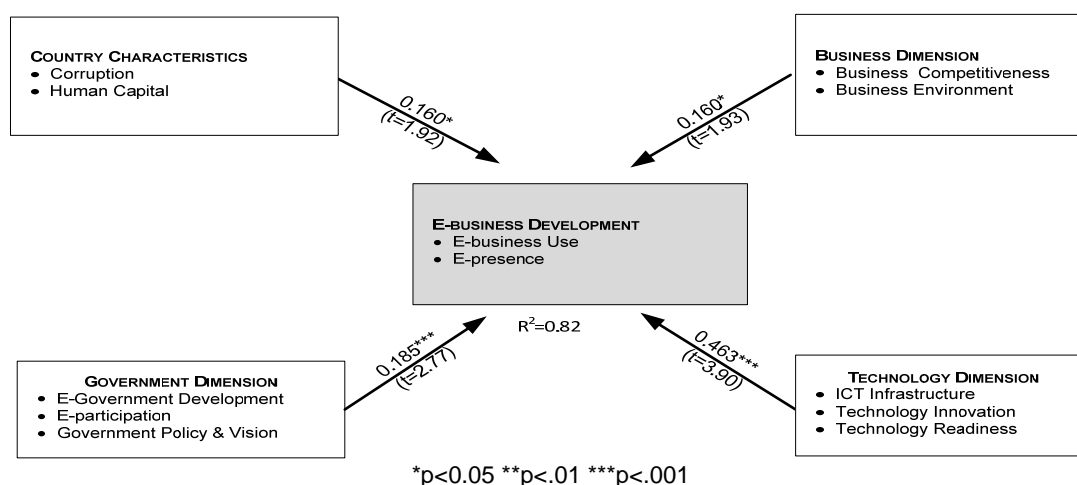 COUNTRY CHARACTERISTICS
• Corruption
• Human Capital
BUSINESS DIMENSION
• Business Competitiveness
• Business Environment
0.160*
(t=1.92)
0.160*
(t=1.93)
E-BUSINESS DEVELOPMENT
• E-business Use
• E-presence
R²=0.82
0.185***
(t=2.77)
0.463***
(t=3.90)
GOVERNMENT DIMENSION
• E-Government Development
• E-participation
• Government Policy & Vision
TECHNOLOGY DIMENSION
• ICT Infrastructure
• Technology Innovation
• Technology Readiness
*p<0.05 **p<.01 ***p<.001